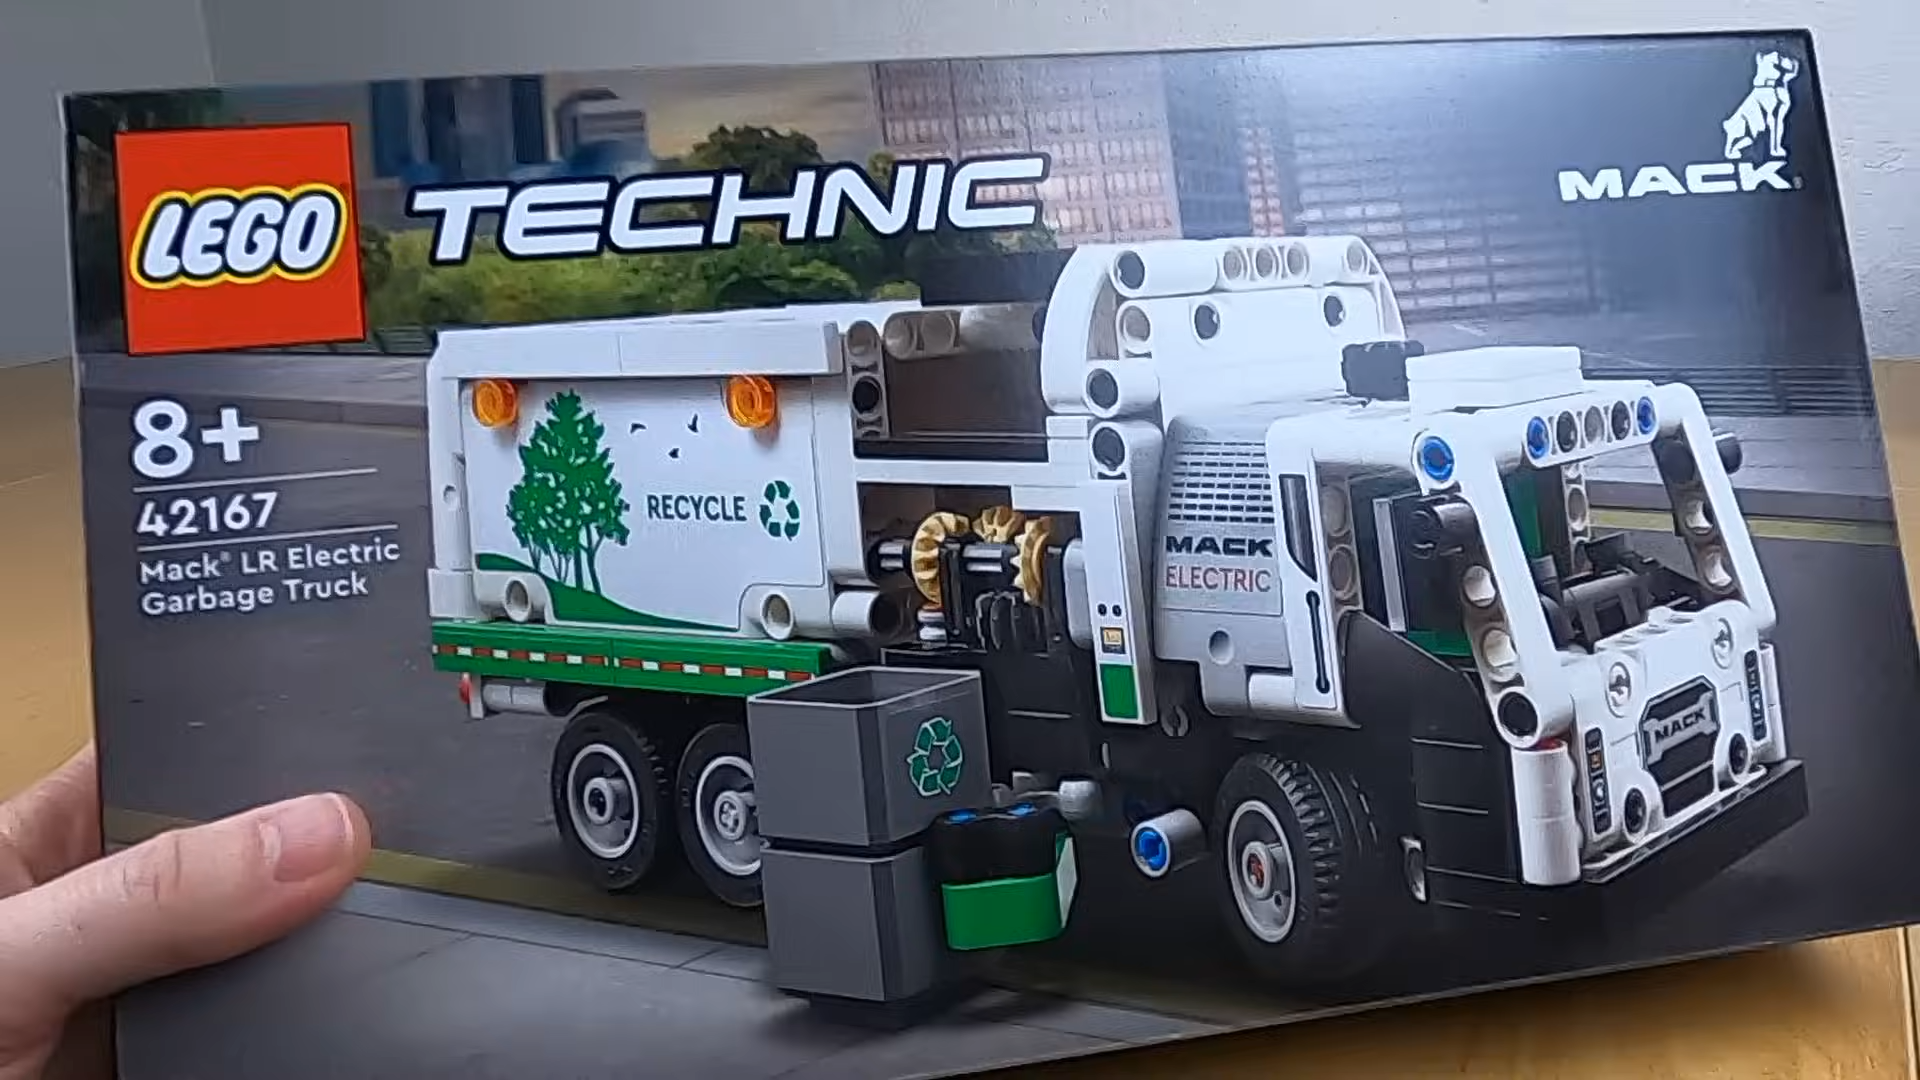 LEGO
TECHNIC
MACK®
8+
42167
Mack® LR Electric
Garbage Truck
RECYCLE
MACK
ELECTRIC
MACK